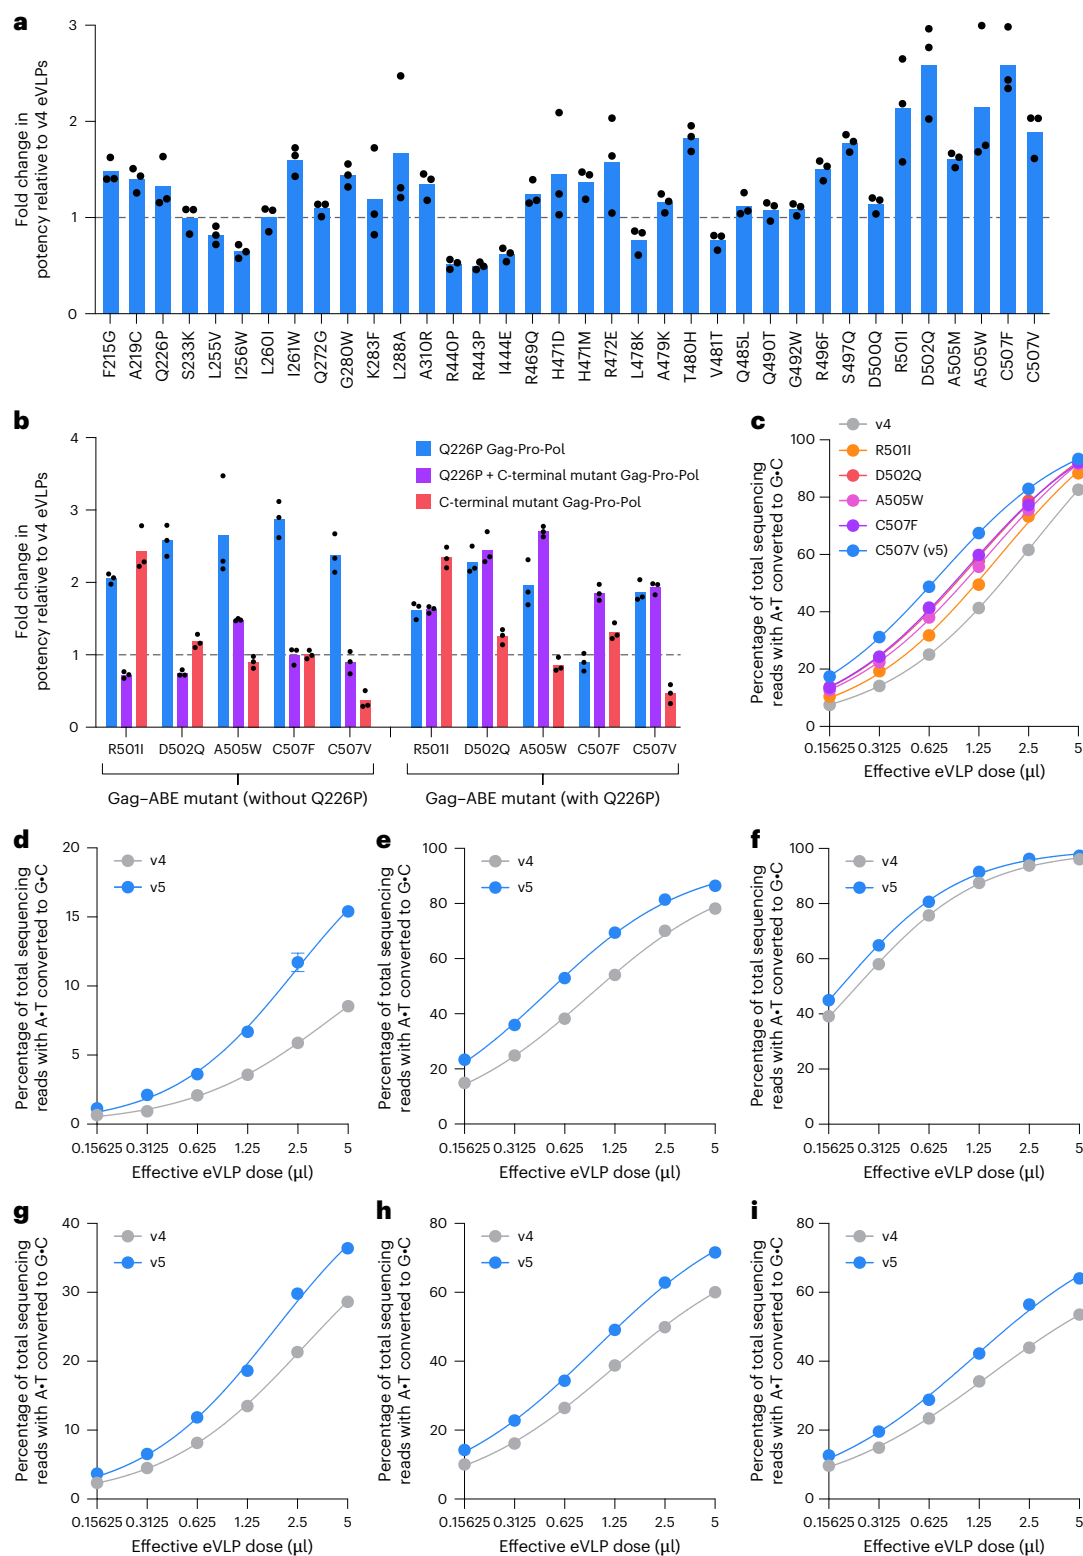 a
Fold change in
potency relative to v4 eVLPs
3
2
1
0
F215G A219C Q226P S233K L255V I256W L260I I261W Q272G G280W K283F L288A A310R R440P R443P I444E R469Q H471D H471M R472E L478K A479K T480H V481T Q485L Q490T G492W R496F S497Q D500Q R501I D502Q A505M A505W C507F C507V
b
Fold change in
potency relative to v4 eVLPs
4
3
2
1
0
Q226P Gag-Pro-Pol
Q226P + C-terminal mutant Gag-Pro-Pol
C-terminal mutant Gag-Pro-Pol
R501I D502Q A505W C507F C507V R501I D502Q A505W C507F C507V
Gag–ABE mutant (without Q226P) Gag–ABE mutant (with Q226P)
c
Percentage of total sequencing
reads with A•T converted to G•C
v4
R501I
D502Q
A505W
C507F
C507V (v5)
100
80
60
40
20
0
0.15625 0.3125 0.625 1.25 2.5 5
Effective eVLP dose (µl)
d
Percentage of total sequencing
reads with A•T converted to G•C
v4
v5
20
15
10
5
0
0.15625 0.3125 0.625 1.25 2.5 5
Effective eVLP dose (µl)
e
Percentage of total sequencing
reads with A•T converted to G•C
v4
v5
100
80
60
40
20
0
0.15625 0.3125 0.625 1.25 2.5 5
Effective eVLP dose (µl)
f
Percentage of total sequencing
reads with A•T converted to G•C
v4
v5
100
80
60
40
20
0
0.15625 0.3125 0.625 1.25 2.5 5
Effective eVLP dose (µl)
g
Percentage of total sequencing
reads with A•T converted to G•C
v4
v5
40
30
20
10
0
0.15625 0.3125 0.625 1.25 2.5 5
Effective eVLP dose (µl)
h
Percentage of total sequencing
reads with A•T converted to G•C
v4
v5
80
60
40
20
0
0.15625 0.3125 0.625 1.25 2.5 5
Effective eVLP dose (µl)
i
Percentage of total sequencing
reads with A•T converted to G•C
v4
v5
80
60
40
20
0
0.15625 0.3125 0.625 1.25 2.5 5
Effective eVLP dose (µl)